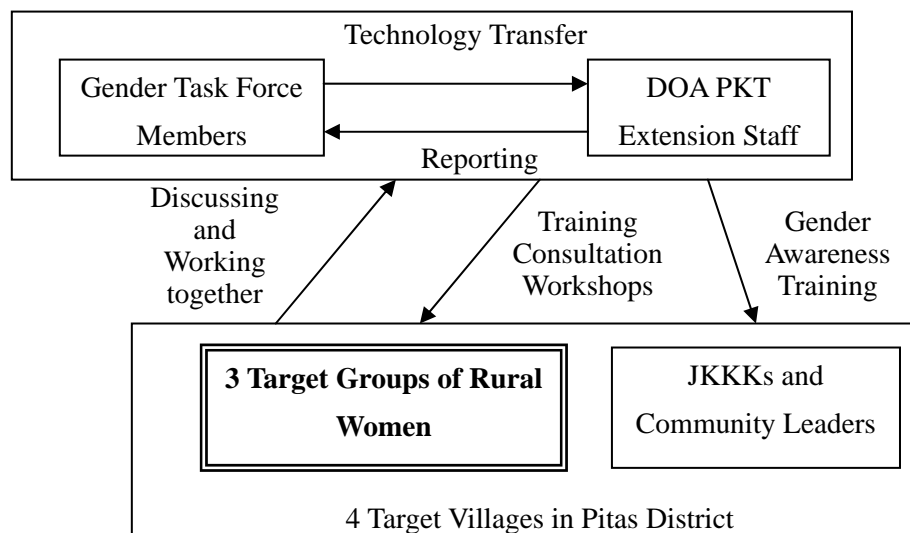 Technology Transfer
Gender Task Force
Members
DOA PKT
Extension Staff
Reporting
Discussing
and
Working
together
Training
Consultation
Workshops
Gender
Awareness
Training
3 Target Groups of Rural
Women
JKKKs and
Community Leaders
4 Target Villages in Pitas District